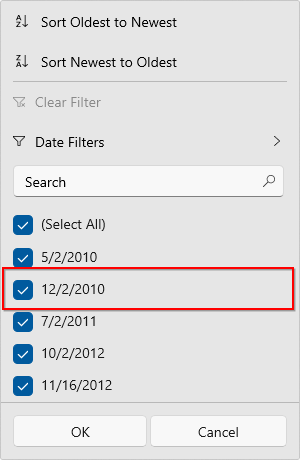 Sort Oldest to Newest
Sort Newest to Oldest
Clear Filter
Date Filters
Search
(Select All)
5/2/2010
12/2/2010
7/2/2011
10/2/2012
11/16/2012
OK Cancel